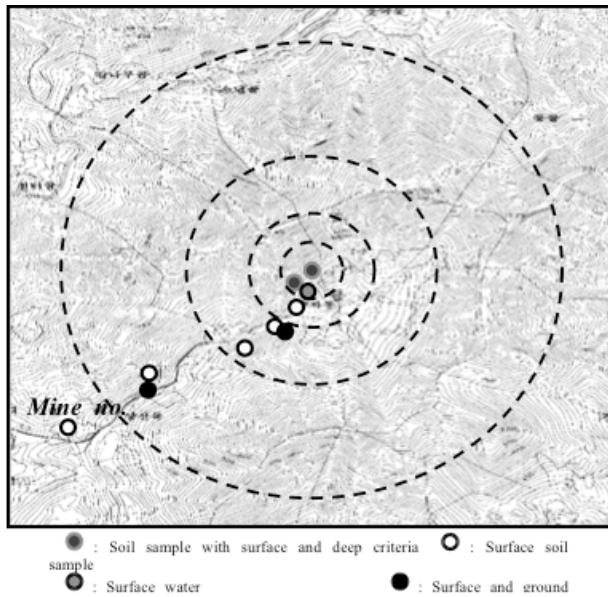 Mine no.
: Soil sample with surface and deep criteria : Surface soil
sample
: Surface water : Surface and ground